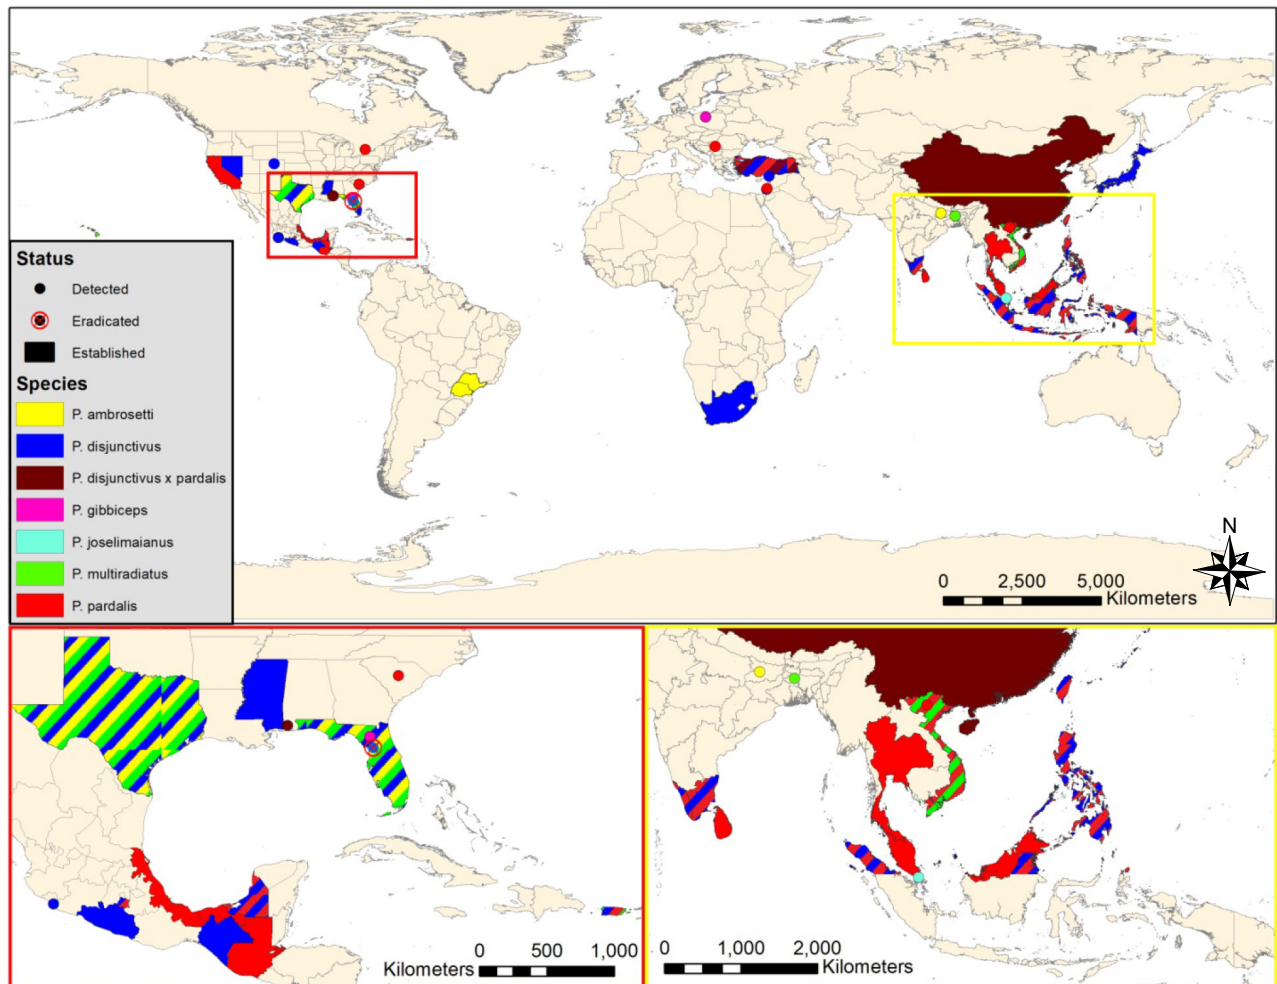 Status
Detected
Eradicated
Established
Species
P. ambrosetti
P. disjunctivus
P. disjunctivus x pardalis
P. gibbiceps
P. joselimaianus
P. multiradiatus
P. pardalis
N
0 2,500 5,000
Kilometers
0 500 1,000
Kilometers
0 1,000 2,000
Kilometers